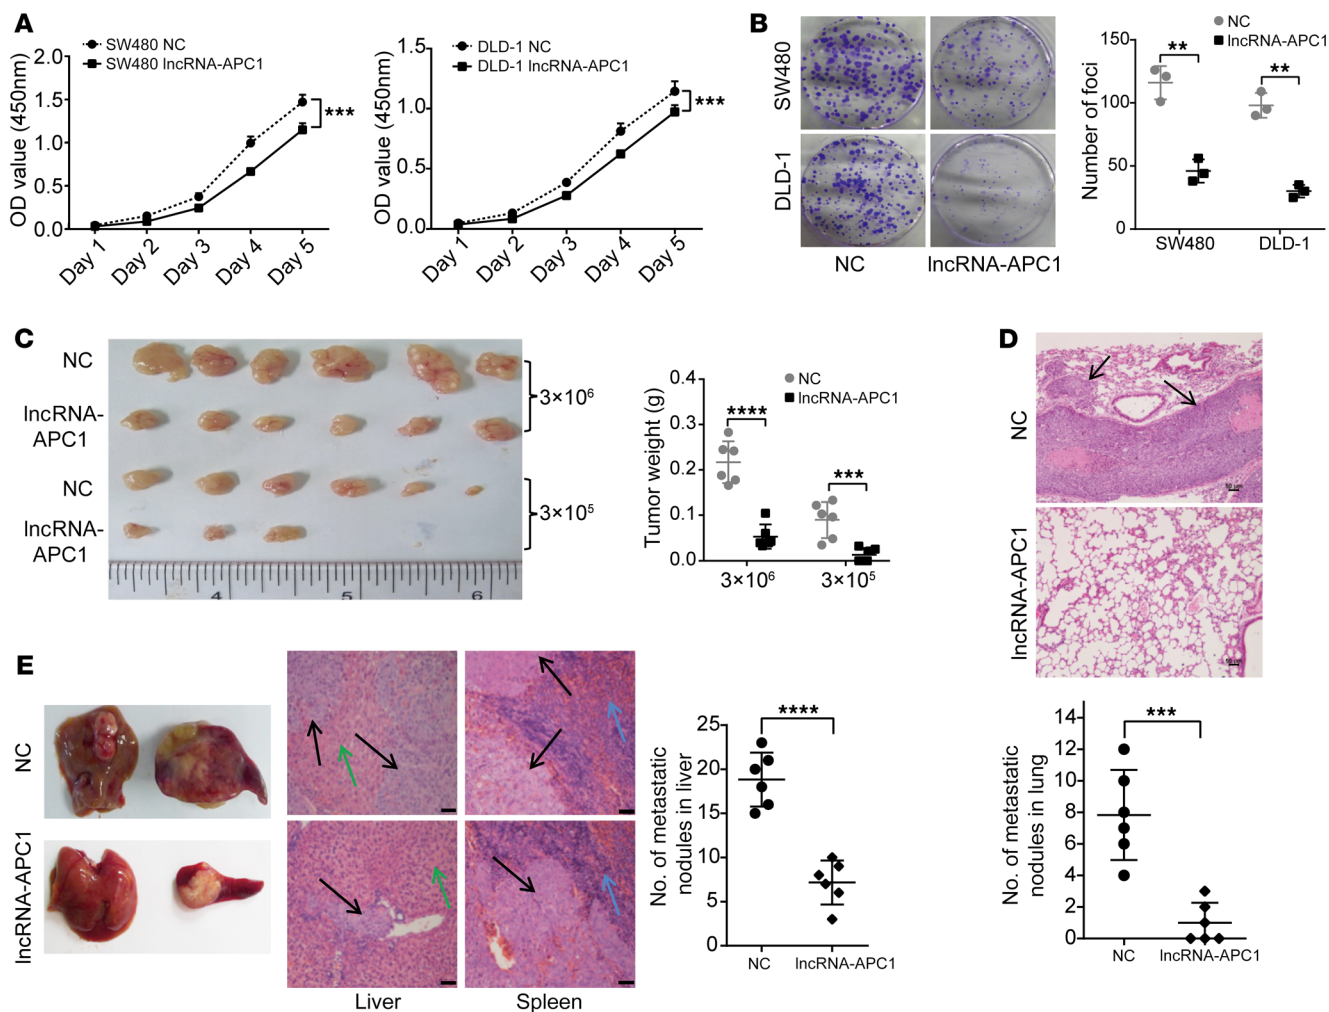 A
SW480 NC
SW480 lncRNA-APC1
OD value (450nm)
2.0
1.5
1.0
0.5
0.0
***
Day 1
Day 2
Day 3
Day 4
Day 5
DLD-1 NC
DLD-1 lncRNA-APC1
OD value (450nm)
1.5
1.0
0.5
0.0
***
Day 1
Day 2
Day 3
Day 4
Day 5
B
SW480
DLD-1
NC
lncRNA-APC1
NC
lncRNA-APC1
Number of foci
150
100
50
0
**
**
SW480
DLD-1
C
NC
lncRNA-
APC1
3×10⁶
NC
lncRNA-
APC1
3×10⁵
4
5
6
Tumor weight (g)
0.4
0.3
0.2
0.1
0.0
NC
lncRNA-APC1
****
***
3×10⁶
3×10⁵
D
NC
50 µm
lncRNA-APC1
50 µm
No. of metastatic
nodules in lung
14
12
10
8
6
4
2
0
***
NC
lncRNA-APC1
E
NC
lncRNA-APC1
Liver
Spleen
No. of metastatic
nodules in liver
25
20
15
10
5
0
****
NC
lncRNA-APC1